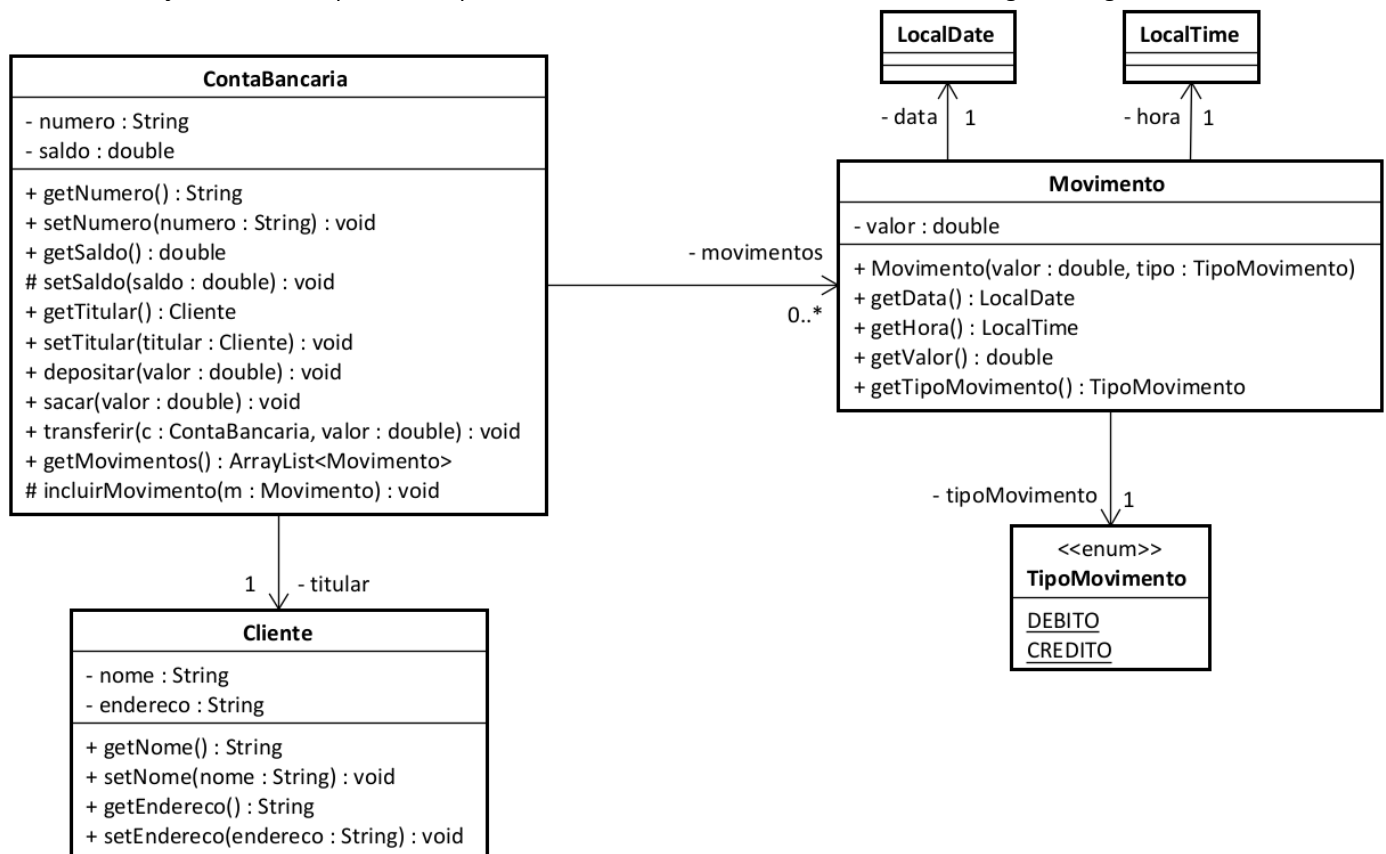 LocalDate
LocalTime
- data 1
- hora 1
ContaBancaria
- numero : String
- saldo : double
+ getNumero() : String
+ setNumero(numero : String) : void
+ getSaldo() : double
# setSaldo(saldo : double) : void
+ getTitular() : Cliente
+ setTitular(titular : Cliente) : void
+ depositar(valor : double) : void
+ sacar(valor : double) : void
+ transferir(c : ContaBancaria, valor : double) : void
+ getMovimentos() : ArrayList<Movimento>
# incluirMovimento(m : Movimento) : void
- movimentos
0..*
Movimento
- valor : double
+ Movimento(valor : double, tipo : TipoMovimento)
+ getData() : LocalDate
+ getHora() : LocalTime
+ getValor() : double
+ getTipoMovimento() : TipoMovimento
- tipoMovimento 1
<<enum>>
TipoMovimento
DEBITO
CREDITO
1 - titular
Cliente
- nome : String
- endereco : String
+ getNome() : String
+ setNome(nome : String) : void
+ getEndereco() : String
+ setEndereco(endereco : String) : void